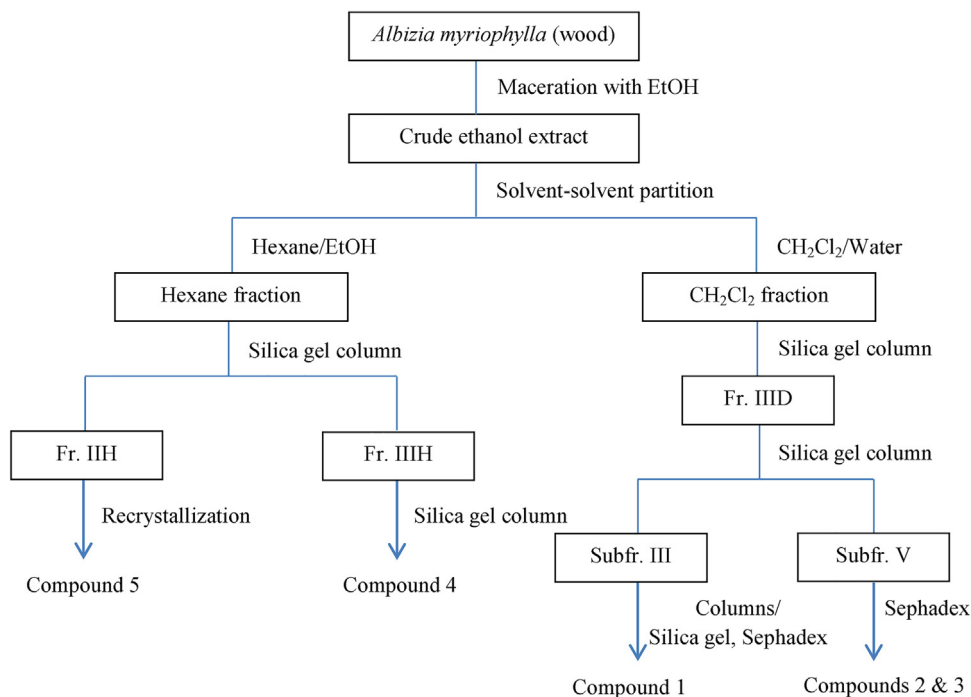 Albizia myriophylla (wood)
Maceration with EtOH
Crude ethanol extract
Solvent-solvent partition
Hexane/EtOH
CH₂Cl₂/Water
Hexane fraction
CH₂Cl₂ fraction
Silica gel column
Silica gel column
Fr. IIID
Fr. IIH
Fr. IIIH
Silica gel column
Recrystallization
Silica gel column
Subfr. III
Subfr. V
Compound 5
Compound 4
Columns/
Silica gel, Sephadex
Sephadex
Compound 1
Compounds 2 & 3